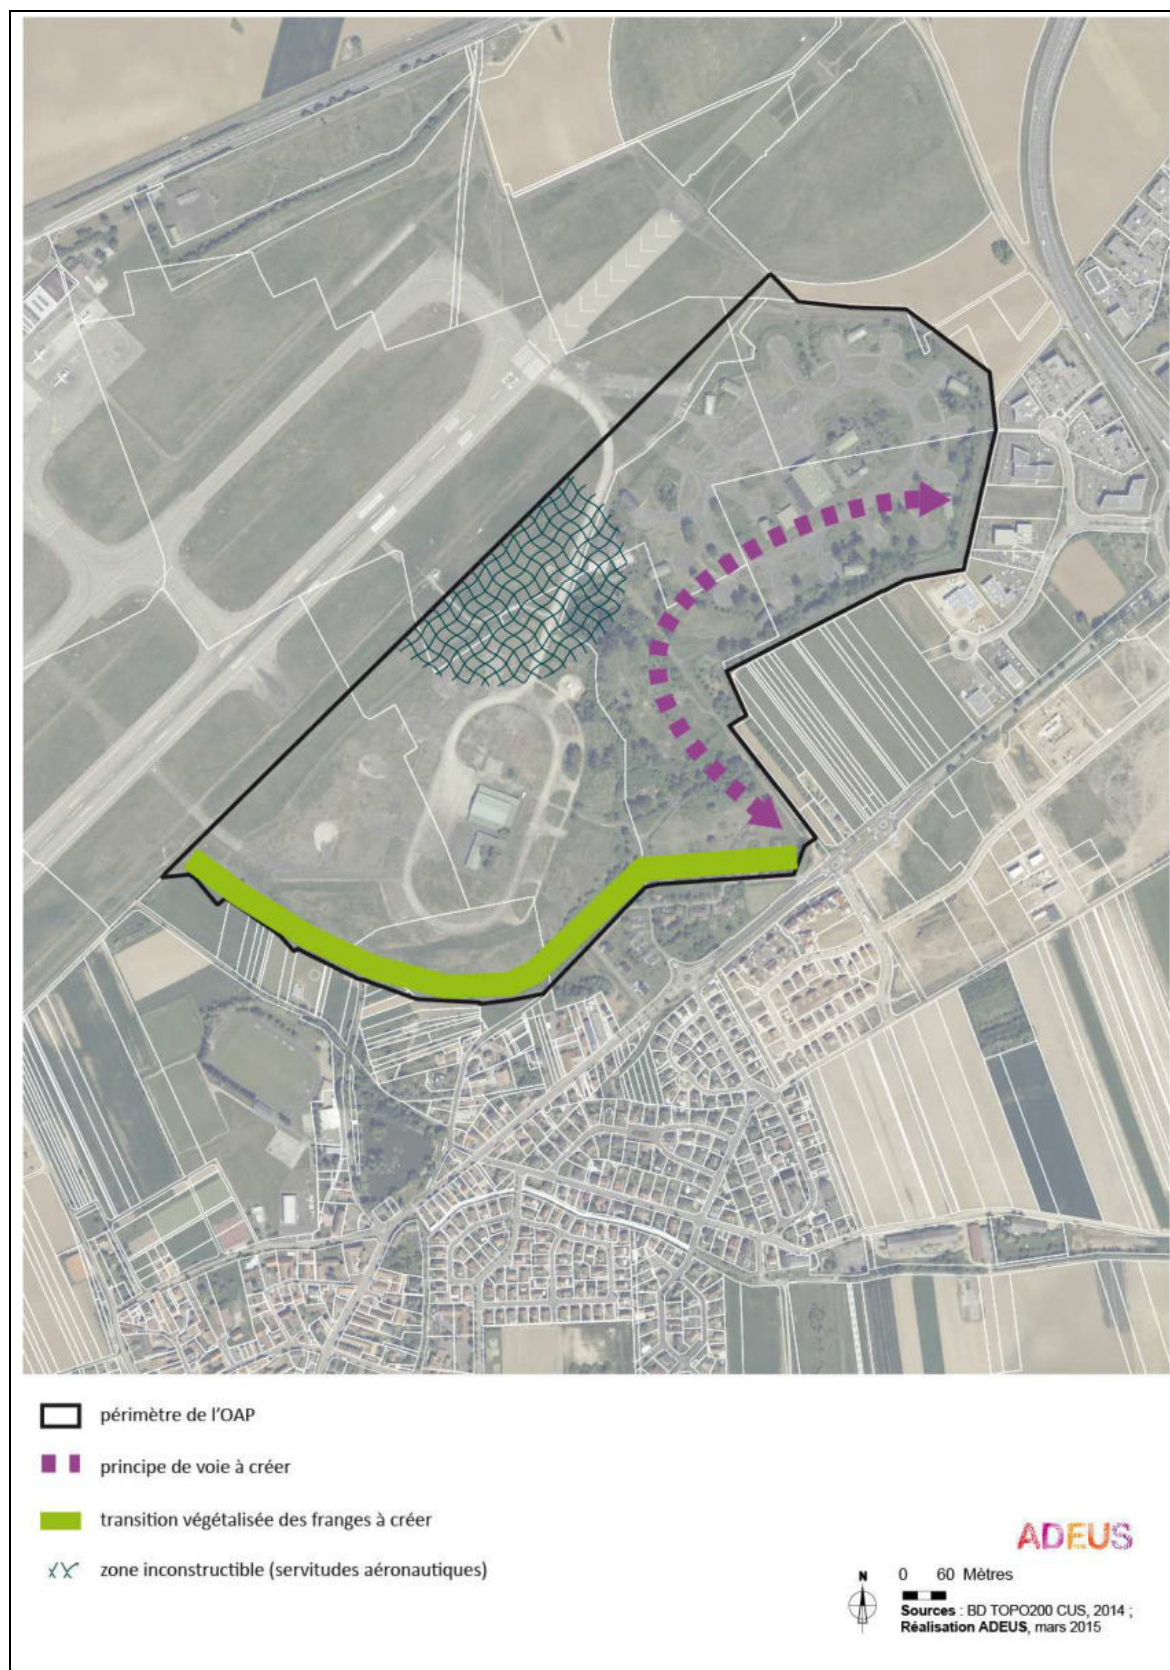 périmètre de l'OAP
principe de voie à créer
transition végétalisée des franges à créer
zone inconstructible (servitudes aéronautiques)
ADEUS
N
0 60 Mètres
Sources : BD TOPO200 CUS, 2014 ;
Réalisation ADEUS, mars 2015